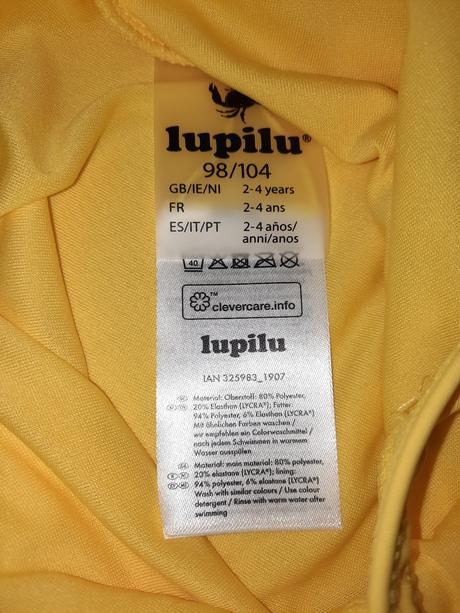 lupilu®
98/104
GB/IE/NI 2-4 years
FR 2-4 ans
ES/IT/PT 2-4 años/
anni/anos
40
™
clevercare.info
lupilu
IAN 325983_1907
Material: Oberstoff: 80% Polyester,
20% Elasthan (LYCRA®); Futter:
94% Polyester, 6% Elasthan (LYCRA®)
Mit ähnlichen Farben waschen /
wir empfehlen ein Colorwaschmittel /
nach jedem Schwimmen in warmem
Wasser ausspülen
Material: main material: 80% polyester,
20% elastane (LYCRA®); lining:
94% polyester, 6% elastane (LYCRA®)
Wash with similar colours / Use colour
detergent / Rinse with warm water after
swimming